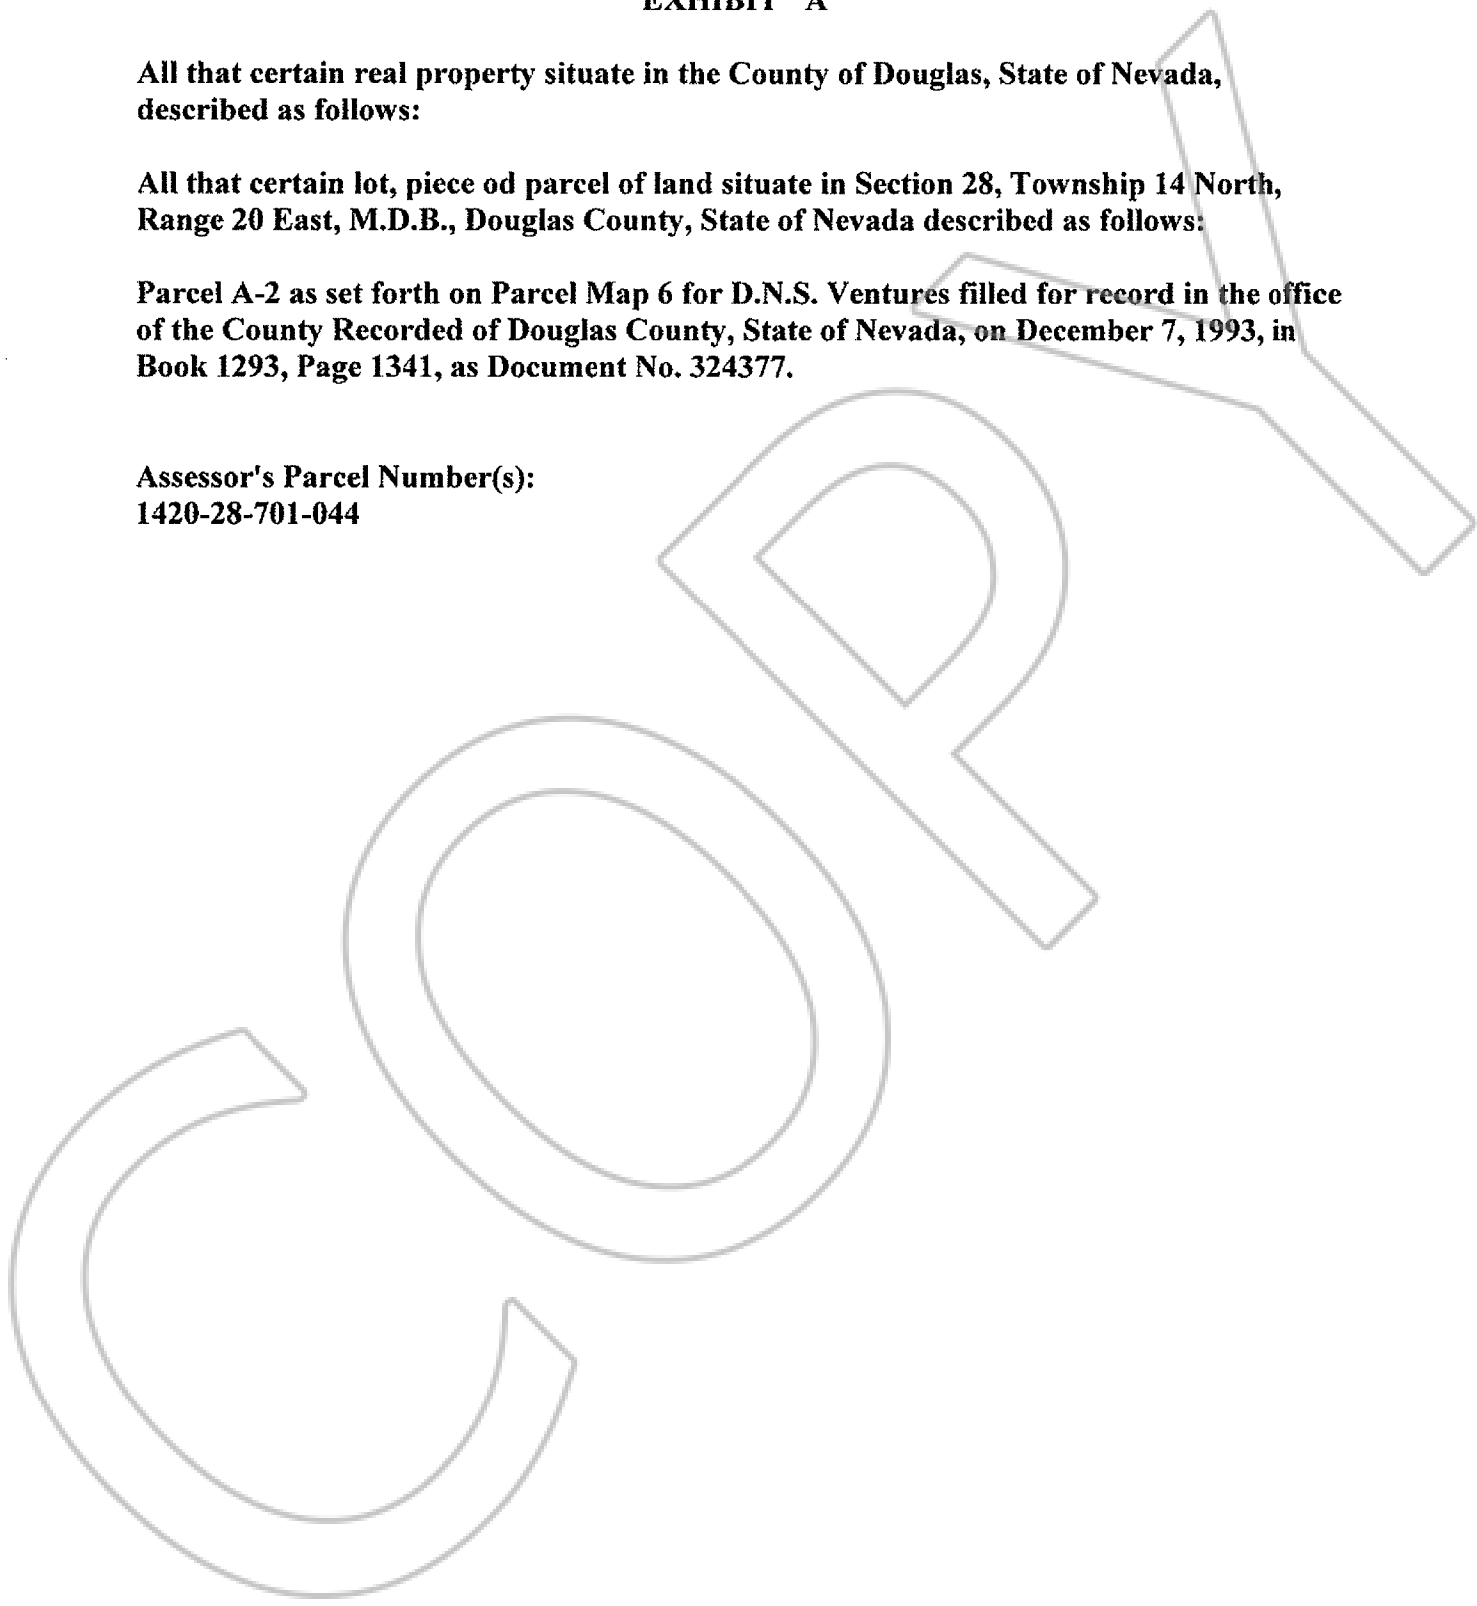 EXHIBIT "A"
All that certain real property situate in the County of Douglas, State of Nevada,
described as follows:
All that certain lot, piece od parcel of land situate in Section 28, Township 14 North,
Range 20 East, M.D.B., Douglas County, State of Nevada described as follows:
Parcel A-2 as set forth on Parcel Map 6 for D.N.S. Ventures filled for record in the office
of the County Recorded of Douglas County, State of Nevada, on December 7, 1993, in
Book 1293, Page 1341, as Document No. 324377.
Assessor's Parcel Number(s):
1420-28-701-044
COPY